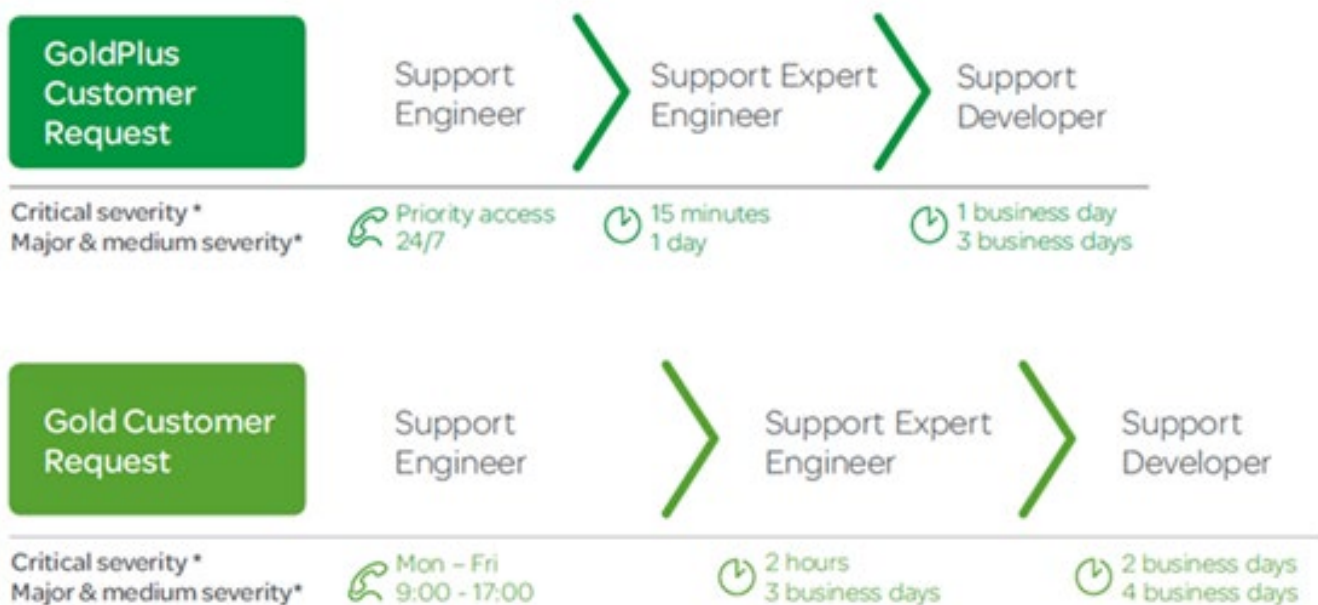 GoldPlus
Customer
Request
Support
Engineer
Support Expert
Engineer
Support
Developer
Critical severity *
Major & medium severity*
Priority access
24/7
15 minutes
1 day
1 business day
3 business days
Gold Customer
Request
Support
Engineer
Support Expert
Engineer
Support
Developer
Critical severity *
Major & medium severity*
Mon – Fri
9:00 - 17:00
2 hours
3 business days
2 business days
4 business days